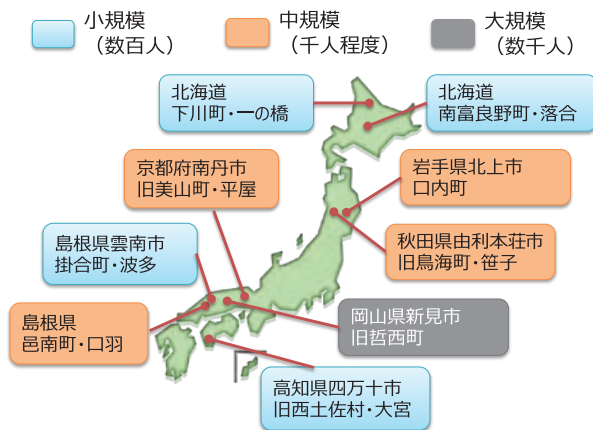 小規模
（数百人）
中規模
（千人程度）
大規模
（数千人）
北海道
下川町・一の橋
北海道
南富良野町・落合
京都府南丹市
旧美山町・平屋
岩手県北上市
口内町
島根県雲南市
掛合町・波多
秋田県由利本荘市
旧鳥海町・笹子
島根県
邑南町・口羽
岡山県新見市
旧哲西町
高知県四万十市
旧西土佐村・大宮